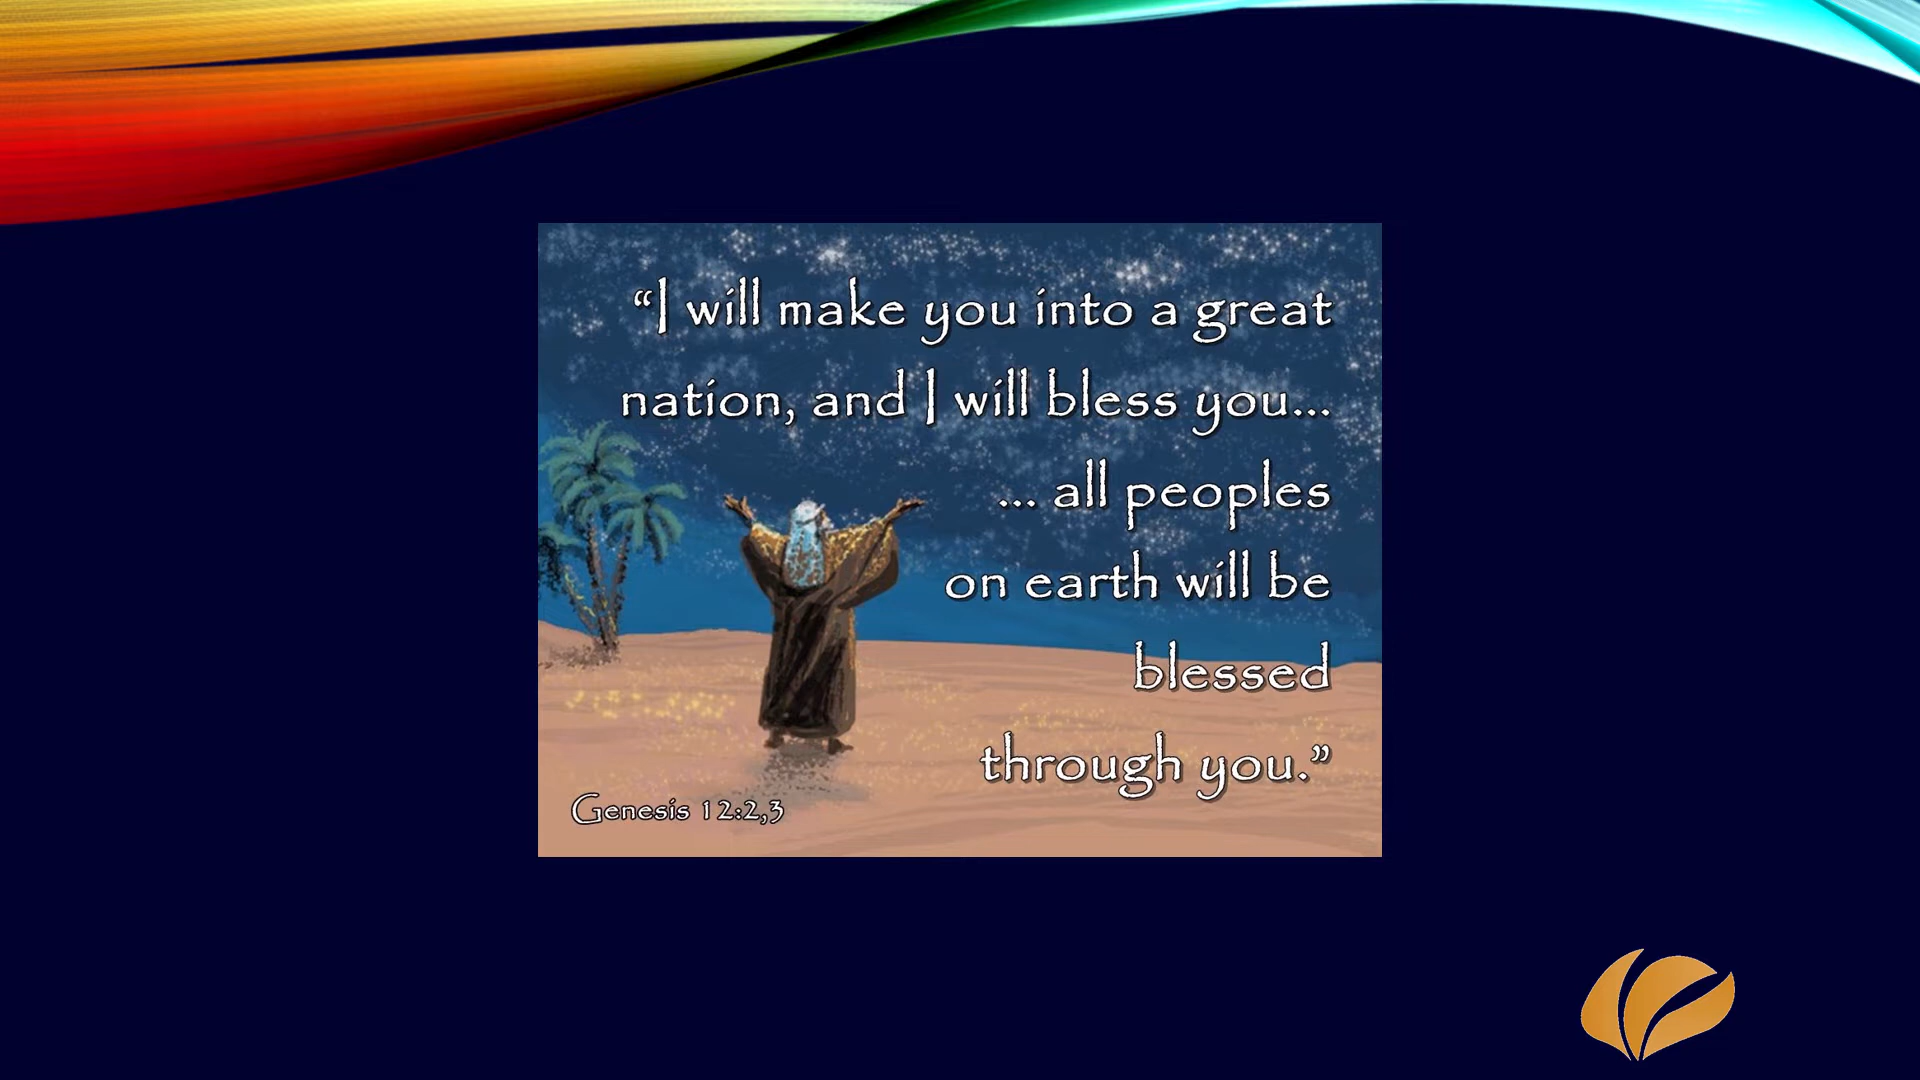 “I will make you into a great
nation, and I will bless you...
... all peoples
on earth will be
blessed
through you.”
Genesis 12:2,3